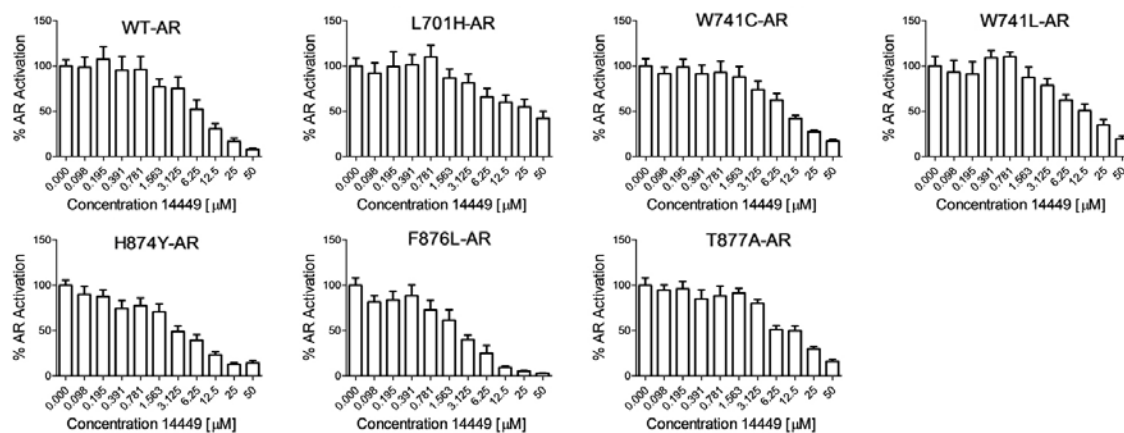 WT-AR
% AR Activation
150
100
50
0
0.000 0.098 0.195 0.391 0.781 1.563 3.125 6.25 12.5 25 50
Concentration 14449 [μM]
L701H-AR
% AR Activation
150
100
50
0
0.000 0.098 0.195 0.391 0.781 1.563 3.125 6.25 12.5 25 50
Concentration 14449 [μM]
W741C-AR
% AR Activation
150
100
50
0
0.000 0.098 0.195 0.391 0.781 1.563 3.125 6.25 12.5 25 50
Concentration 14449 [μM]
W741L-AR
% AR Activation
150
100
50
0
0.000 0.098 0.195 0.391 0.781 1.563 3.125 6.25 12.5 25 50
Concentration 14449 [μM]
H874Y-AR
% AR Activation
150
100
50
0
0.000 0.098 0.195 0.391 0.781 1.563 3.125 6.25 12.5 25 50
Concentration 14449 [μM]
F876L-AR
% AR Activation
150
100
50
0
0.000 0.098 0.195 0.391 0.781 1.563 3.125 6.25 12.5 25 50
Concentration 14449 [μM]
T877A-AR
% AR Activation
150
100
50
0
0.000 0.098 0.195 0.391 0.781 1.563 3.125 6.25 12.5 25 50
Concentration 14449 [μM]